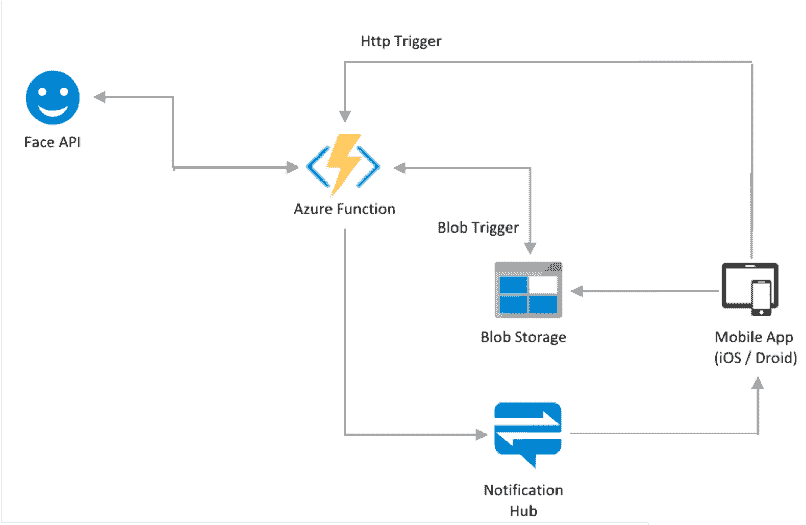 Http Trigger
Face API
Azure Function
Blob Trigger
Blob Storage
Mobile App
(iOS / Droid)
Notification
Hub